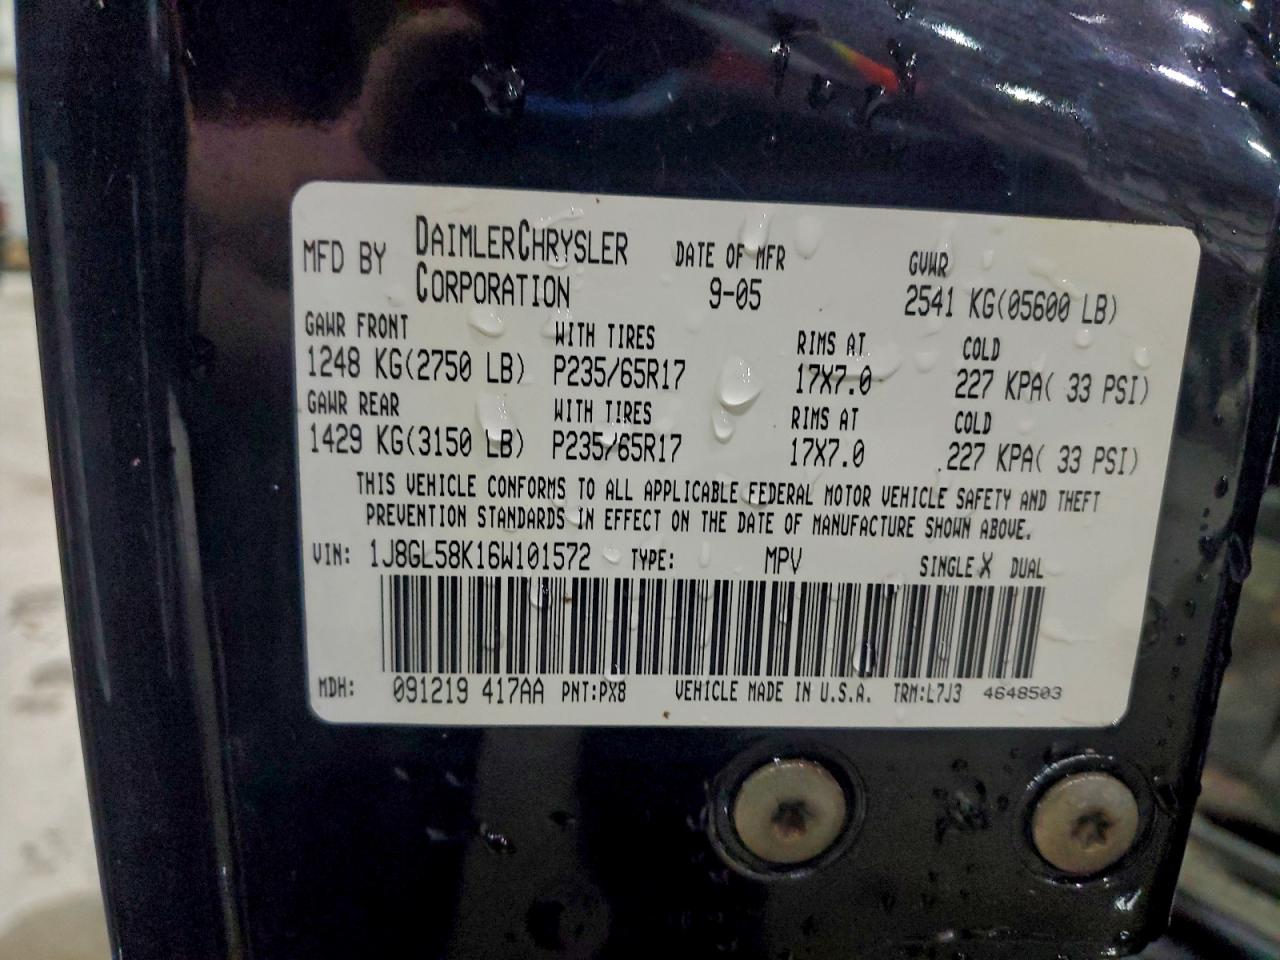 MFD BY DAIMLERCHRYSLER CORPORATION DATE OF MFR 9-05 GVWR 2541 KG(05600 LB)
GAWR FRONT WITH TIRES RIMS AT COLD
1248 KG(2750 LB) P235/65R17 17X7.0 227 KPA( 33 PSI)
GAWR REAR WITH TIRES RIMS AT COLD
1429 KG(3150 LB) P235/65R17 17X7.0 227 KPA( 33 PSI)
THIS VEHICLE CONFORMS TO ALL APPLICABLE FEDERAL MOTOR VEHICLE SAFETY AND THEFT
PREVENTION STANDARDS IN EFFECT ON THE DATE OF MANUFACTURE SHOWN ABOVE.
VIN: 1J8GL58K16W101572 TYPE: MPV SINGLE X DUAL
MDH: 091219 417AA PNT:PX8 VEHICLE MADE IN U.S.A. TRM:L7J3 4648503